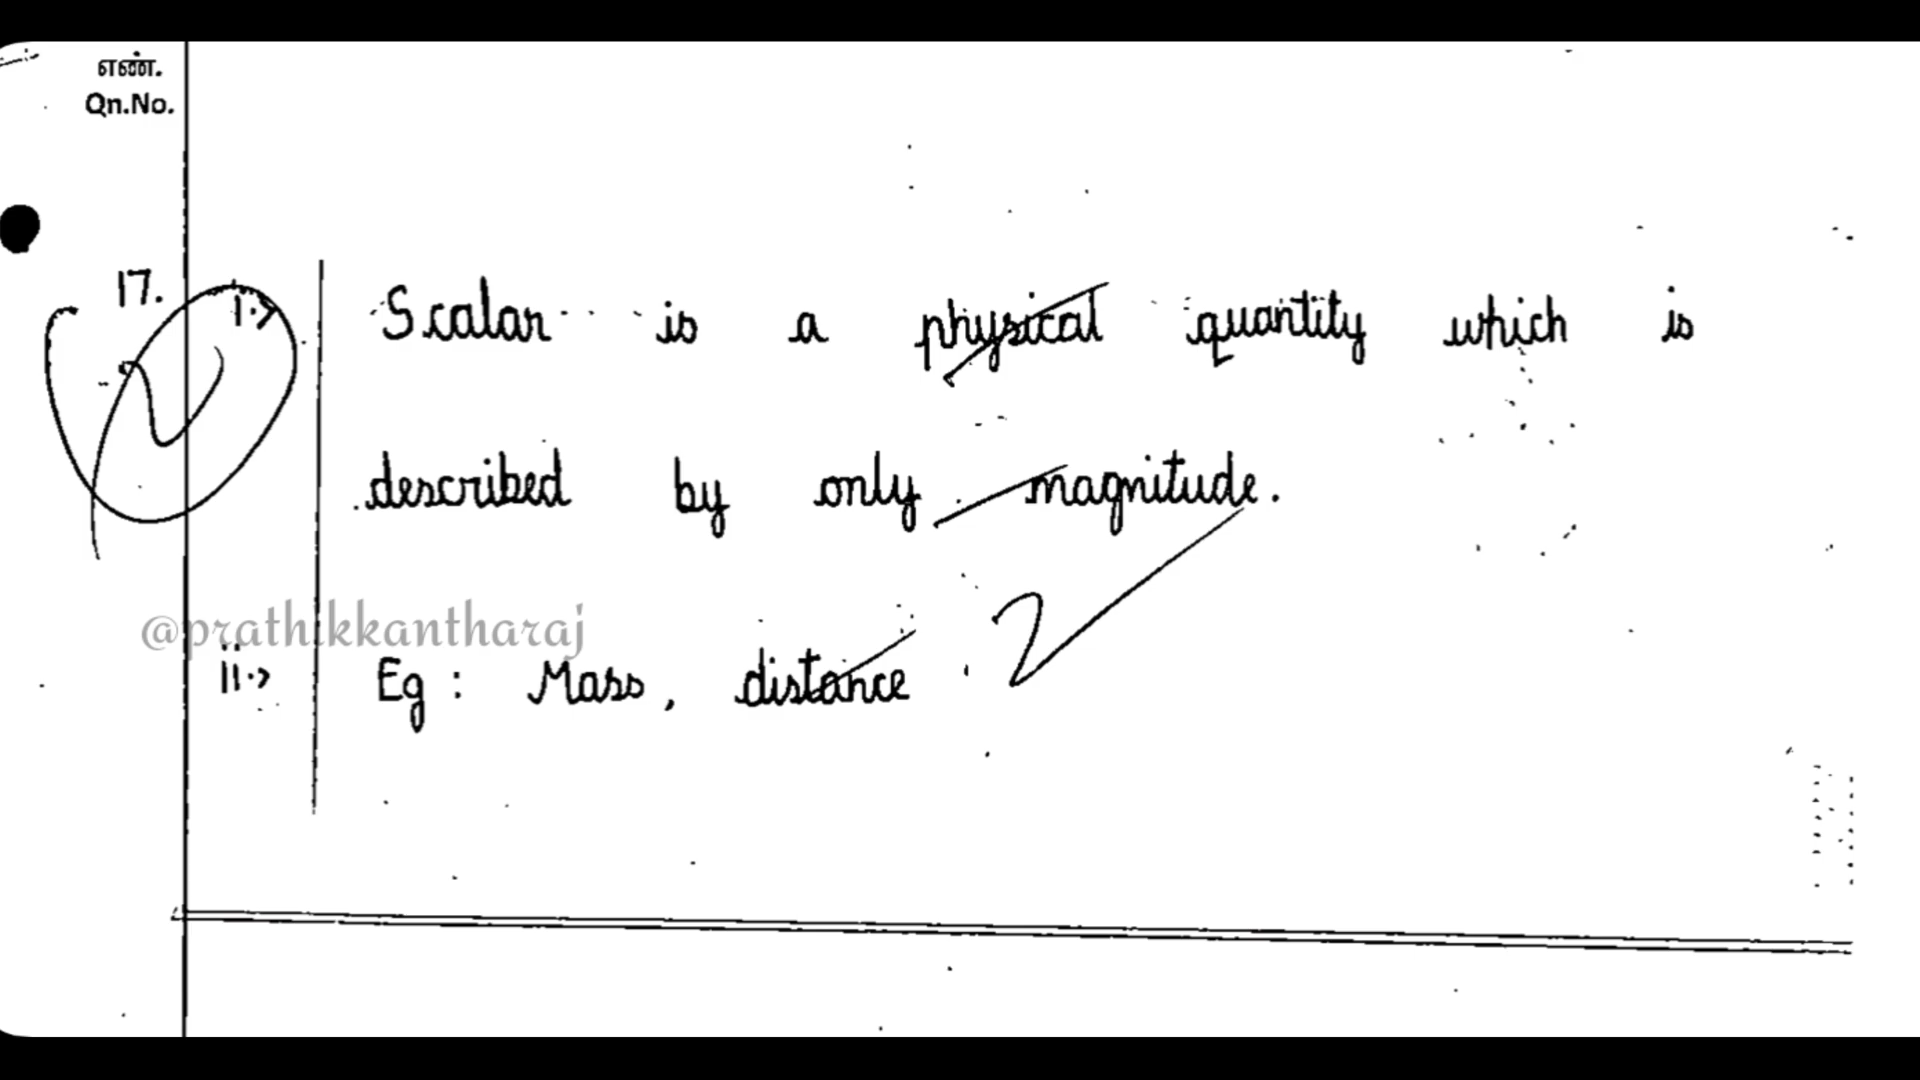 எண்.
Qn.No.
17. i.> Scalar is a physical quantity which is
described by only magnitude.
2
@prathikkantharaj
ii.> Eg : Mass, distance